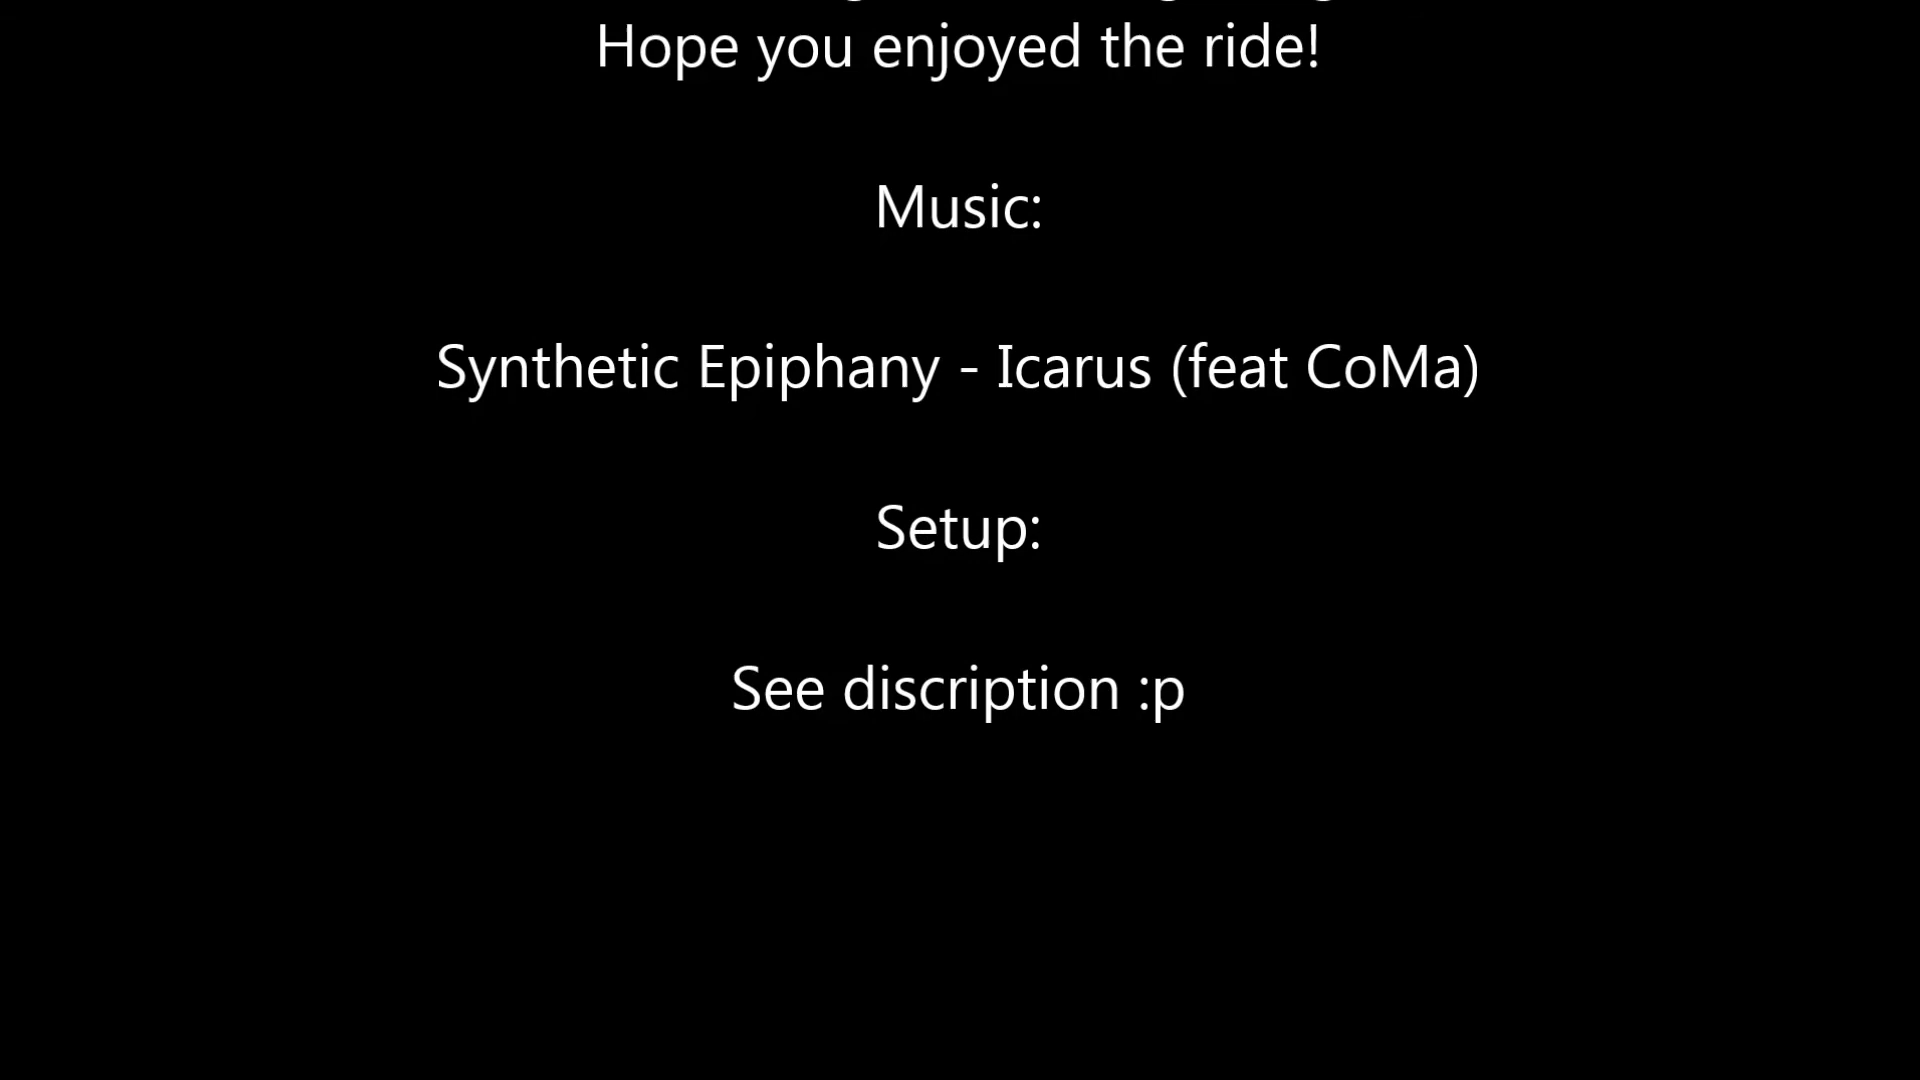 Hope you enjoyed the ride!
Music:
Synthetic Epiphany - Icarus (feat CoMa)
Setup:
See discription :p